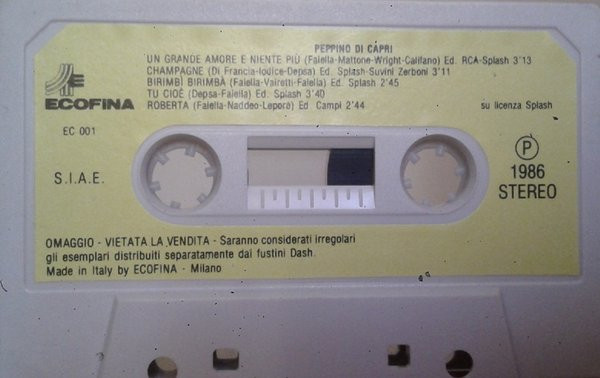 PEPPINO DI CAPRI
UN GRANDE AMORE E NIENTE PIÙ (Faiella-Mattone-Wright-Califano) Ed. RCA-Splash 3'13
CHAMPAGNE (Di Francia-Iodice-Depsa) Ed. Splash-Suvini Zerboni 3'11
BIRIMBÌ BIRIMBÀ (Faiella-Vairetti-Faiella) Ed. Splash 2'45
TU CIOÈ (Depsa-Faiella) Ed. Splash 3'40
ROBERTA (Faiella-Naddeo-Lepora) Ed. Campi 2'44
su licenza Splash
ECOFINA
EC 001
S.I.A.E.
P
1986
STEREO
OMAGGIO - VIETATA LA VENDITA - Saranno considerati irregolari
gli esemplari distribuiti separatamente dai fustini Dash.
Made in Italy by ECOFINA - Milano